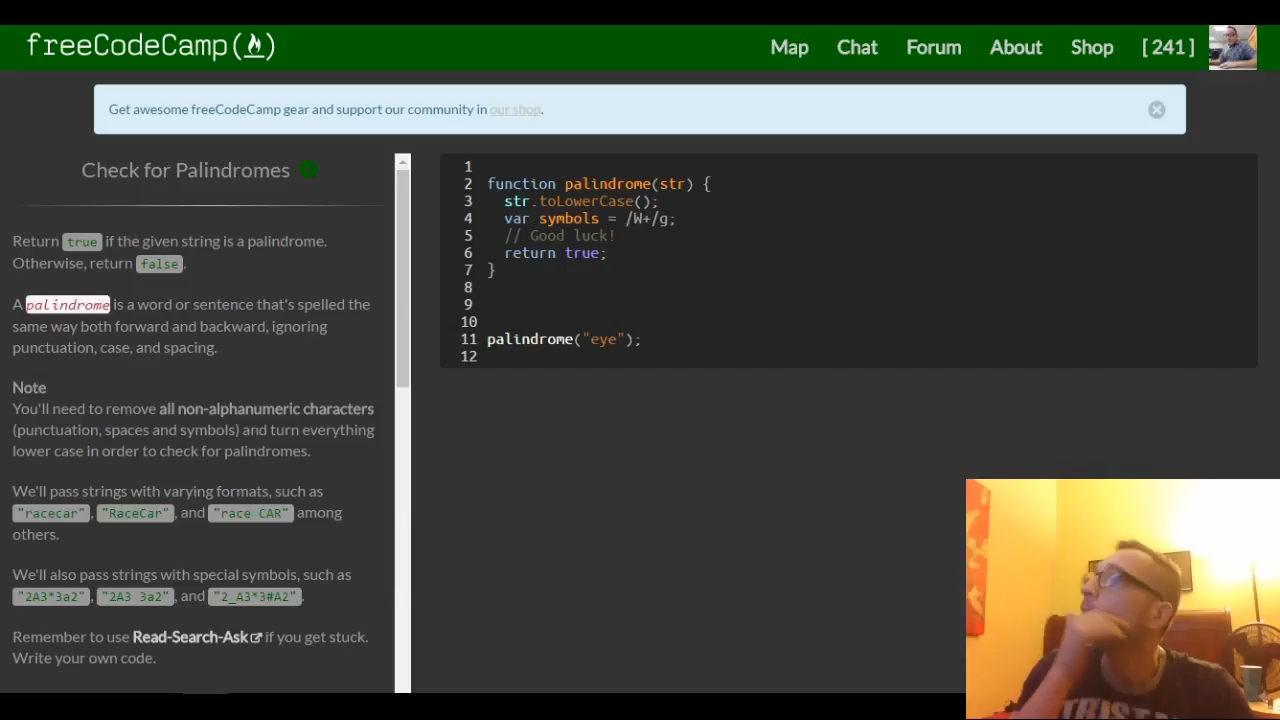 freeCodeCamp(
)
Map Chat Forum About Shop [ 241 ]
Get awesome freeCodeCamp gear and support our community in our shop.
Check for Palindromes
Return true if the given string is a palindrome.
Otherwise, return false.
A palindrome is a word or sentence that's spelled the
same way both forward and backward, ignoring
punctuation, case, and spacing.
Note
You'll need to remove all non-alphanumeric characters
(punctuation, spaces and symbols) and turn everything
lower case in order to check for palindromes.
We'll pass strings with varying formats, such as
"racecar", "RaceCar", and "race CAR" among
others.
We'll also pass strings with special symbols, such as
"2A3*3a2", "2A3 3a2", and "2_A3*3#A2".
Remember to use Read-Search-Ask if you get stuck.
Write your own code.
1
2 function palindrome(str) {
3 str.toLowerCase();
4 var symbols = /W+/g;
5 // Good luck!
6 return true;
7 }
8
9
10
11 palindrome("eye");
12